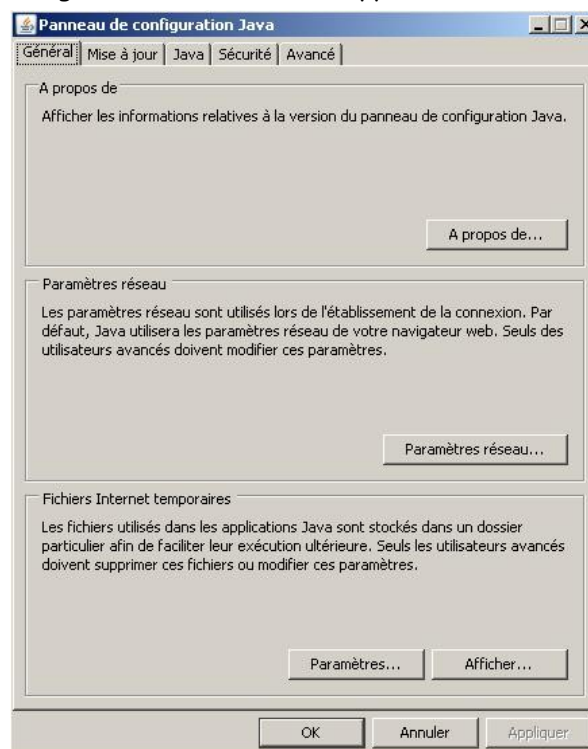 Panneau de configuration Java
Général Mise à jour Java Sécurité Avancé
A propos de
Afficher les informations relatives à la version du panneau de configuration Java.
A propos de...
Paramètres réseau
Les paramètres réseau sont utilisés lors de l'établissement de la connexion. Par
défaut, Java utilisera les paramètres réseau de votre navigateur web. Seuls des
utilisateurs avancés doivent modifier ces paramètres.
Paramètres réseau...
Fichiers Internet temporaires
Les fichiers utilisés dans les applications Java sont stockés dans un dossier
particulier afin de faciliter leur exécution ultérieure. Seuls les utilisateurs avancés
doivent supprimer ces fichiers ou modifier ces paramètres.
Paramètres... Afficher...
OK Annuler Appliquer